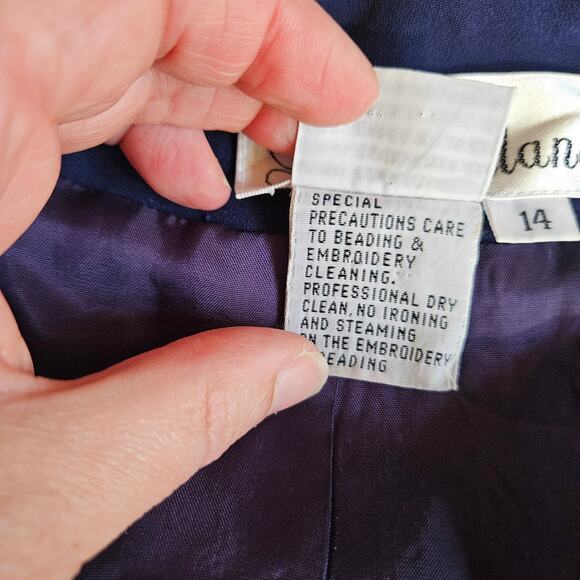 lan
14
SPECIAL
PRECAUTIONS CARE
TO BEADING &
EMBROIDERY
CLEANING.
PROFESSIONAL DRY
CLEAN, NO IRONING
AND STEAMING
ON THE EMBROIDERY
BEADING